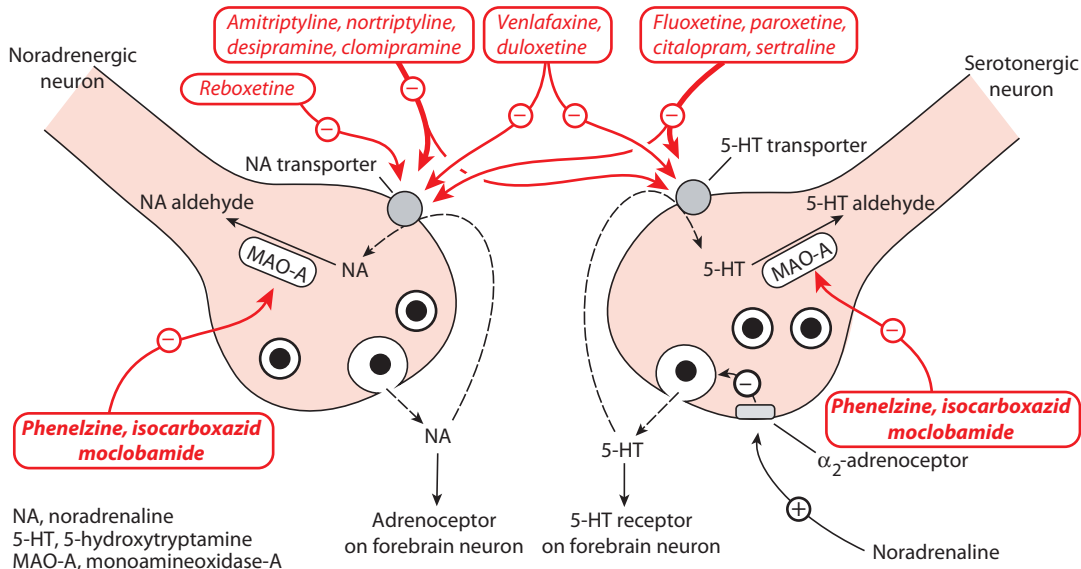 Amitriptyline, nortriptyline,
desipramine, clomipramine
Venlafaxine,
duloxetine
Fluoxetine, paroxetine,
citalopram, sertraline
Noradrenergic
neuron
Serotonergic
neuron
Reboxetine
−
−
−
−
−
NA transporter
5-HT transporter
NA aldehyde
5-HT aldehyde
MAO-A
NA
5-HT
MAO-A
−
−
−
Phenelzine, isocarboxazid
moclobamide
Phenelzine, isocarboxazid
moclobamide
NA
5-HT
α2-adrenoceptor
NA, noradrenaline
5-HT, 5-hydroxytryptamine
MAO-A, monoamineoxidase-A
Adrenoceptor
on forebrain neuron
5-HT receptor
on forebrain neuron
+
Noradrenaline